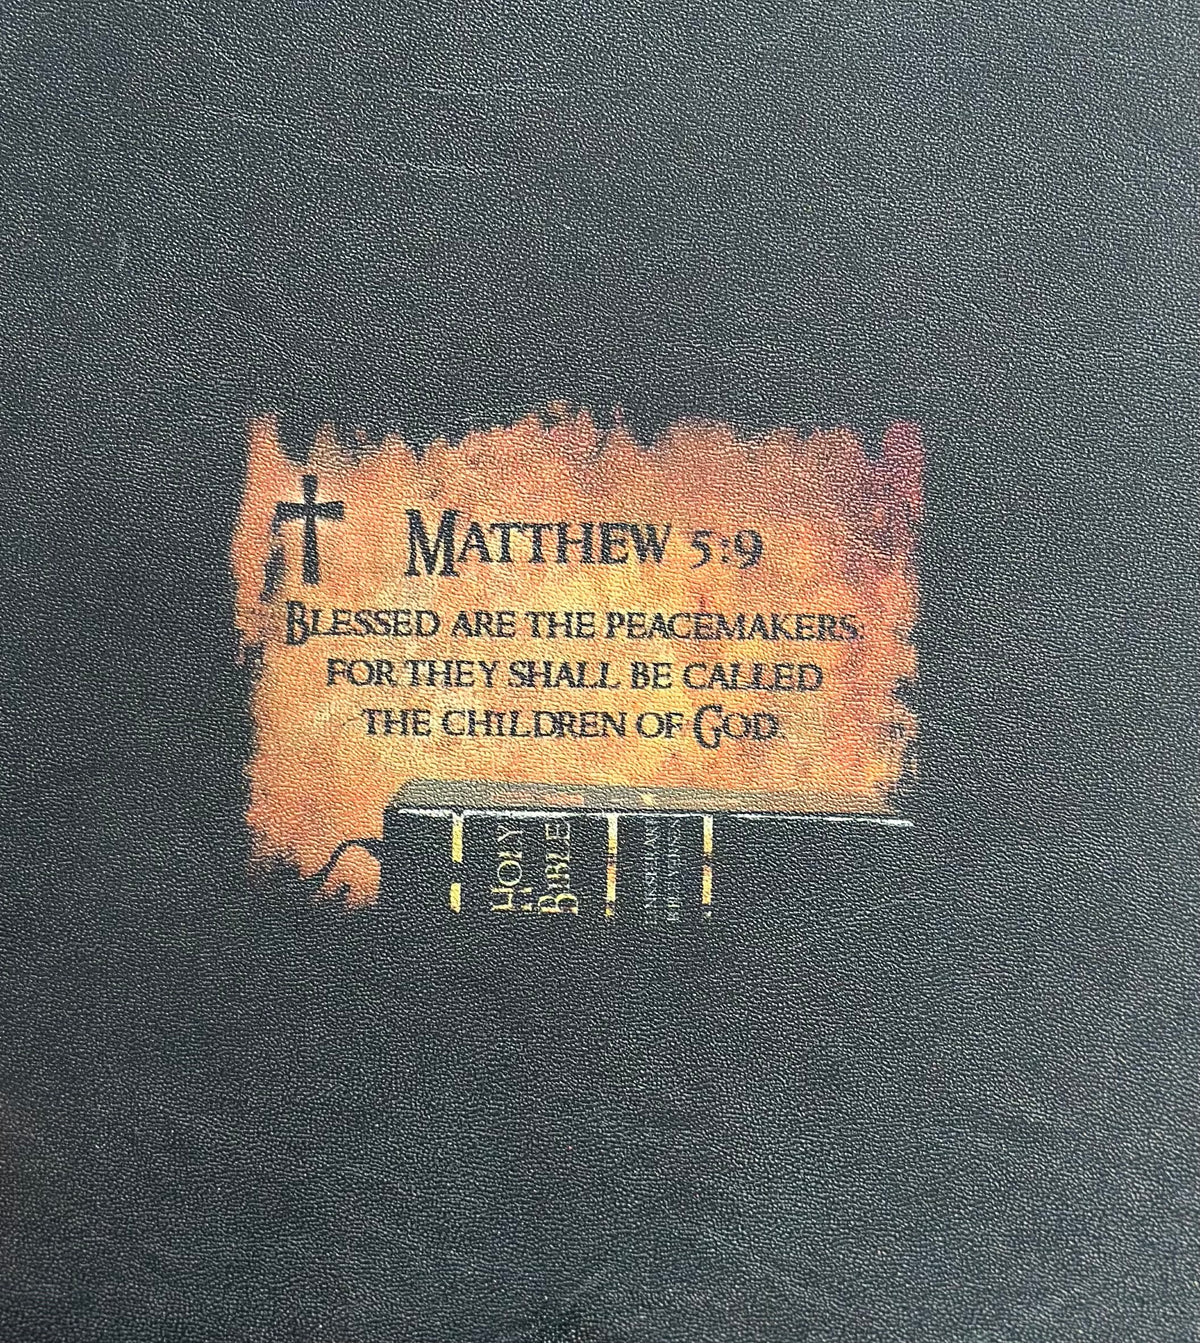 MATTHEW 5:9
BLESSED ARE THE PEACEMAKERS:
FOR THEY SHALL BE CALLED
THE CHILDREN OF GOD.
HOLY
BIBLE